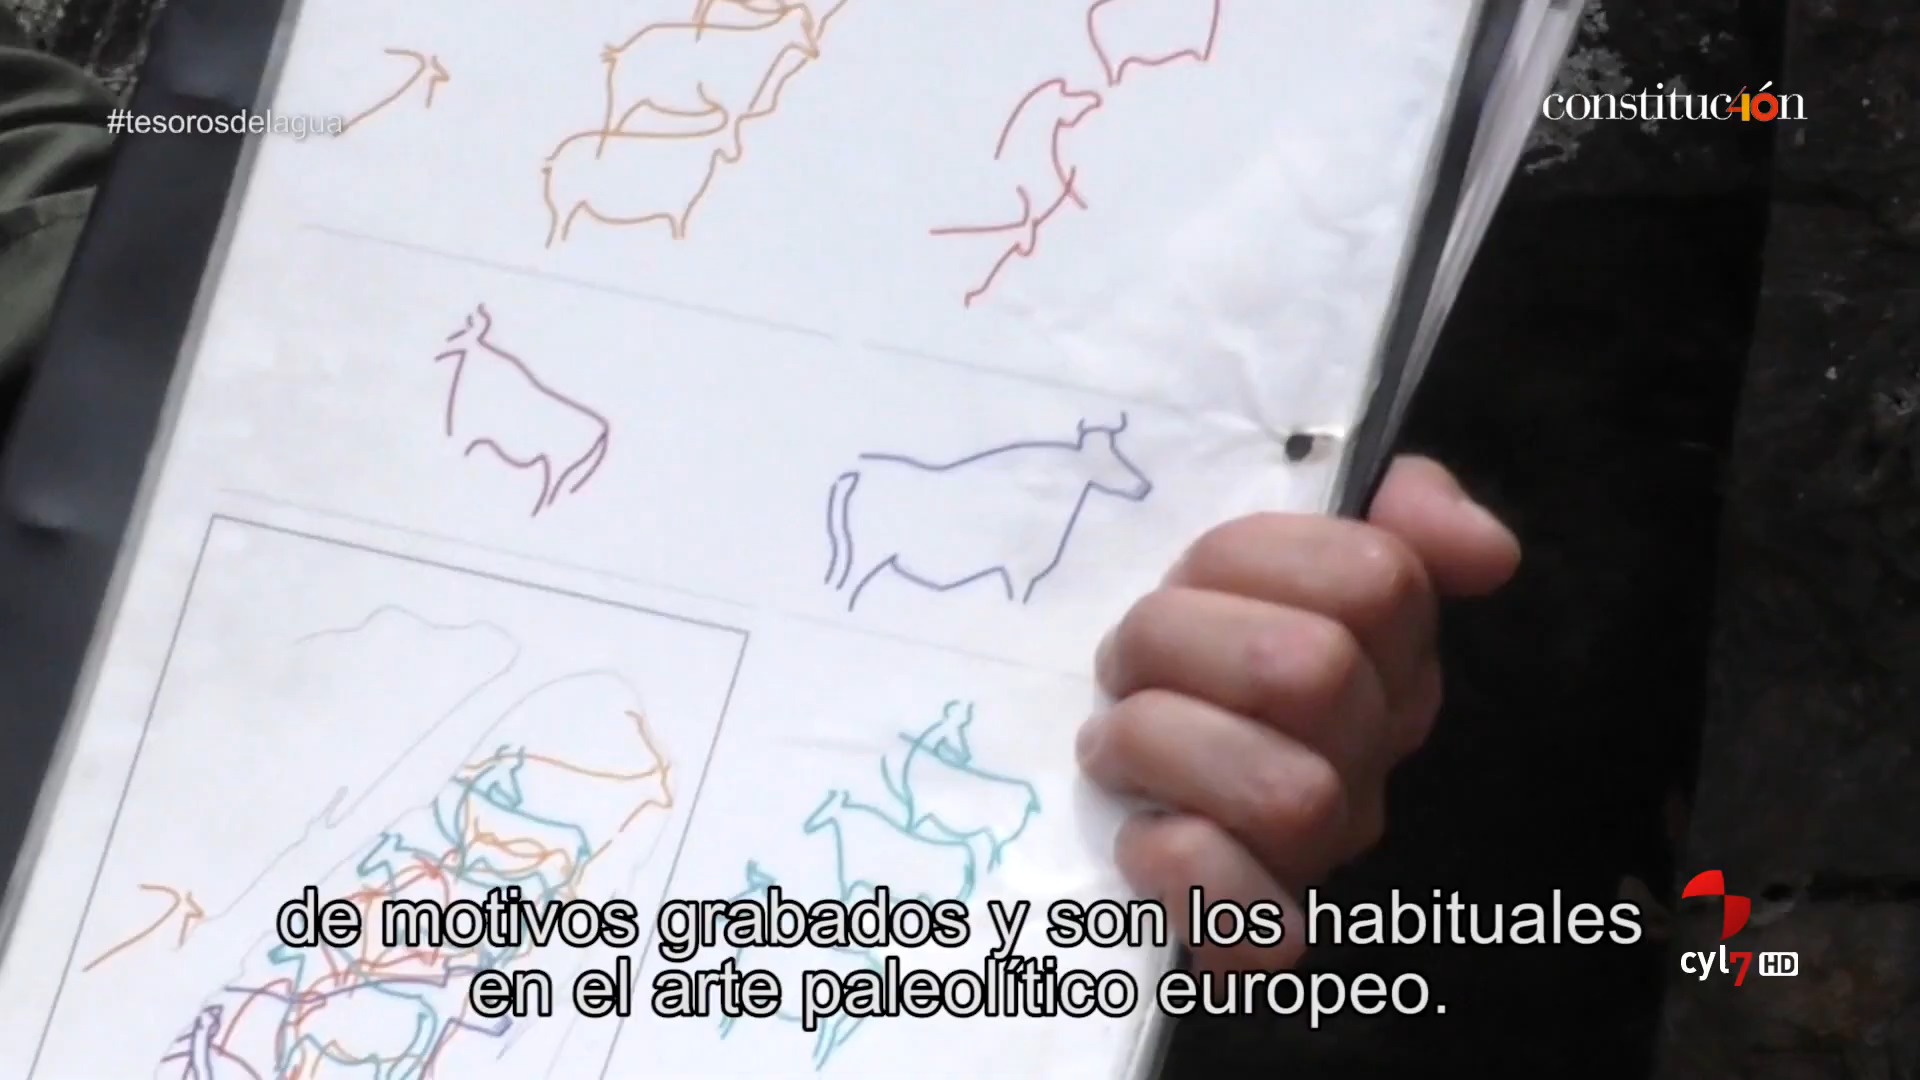 #tesorosdelagua
constituc40n
de motivos grabados y son los habituales
en el arte paleolítico europeo.
cyl7 HD